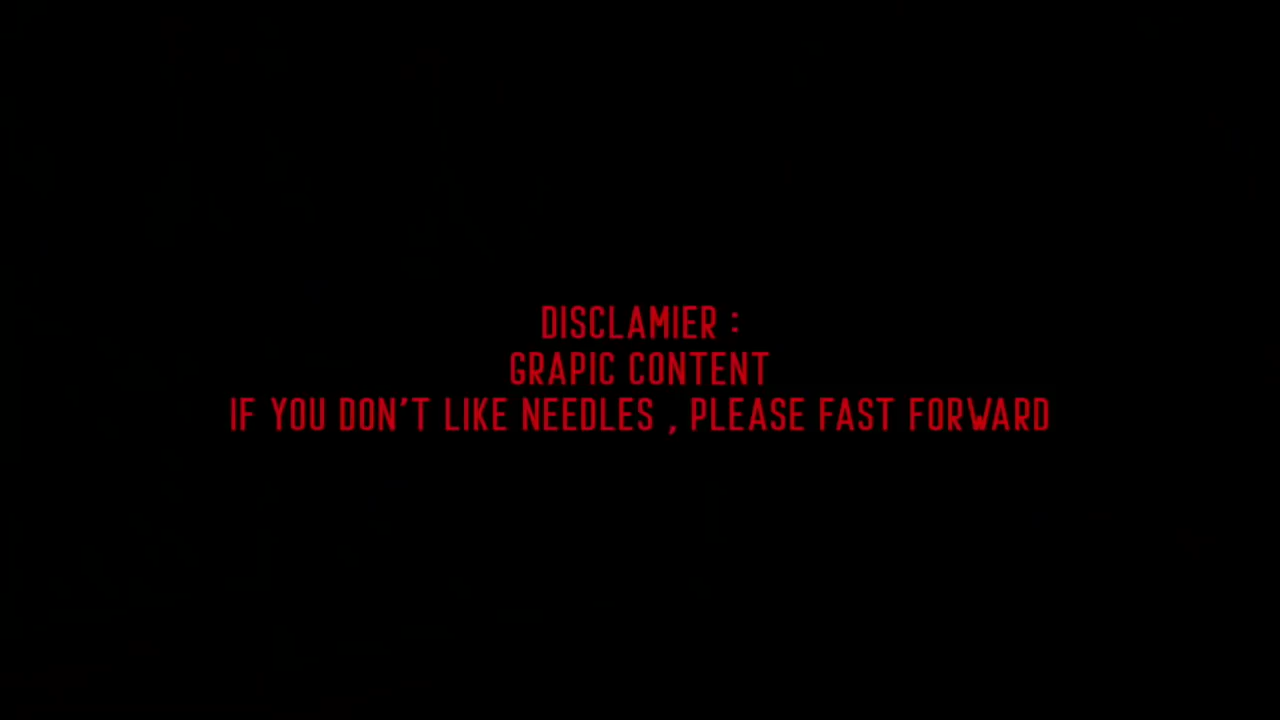 DISCLAMIER :
GRAPIC CONTENT
IF YOU DON'T LIKE NEEDLES , PLEASE FAST FORWARD